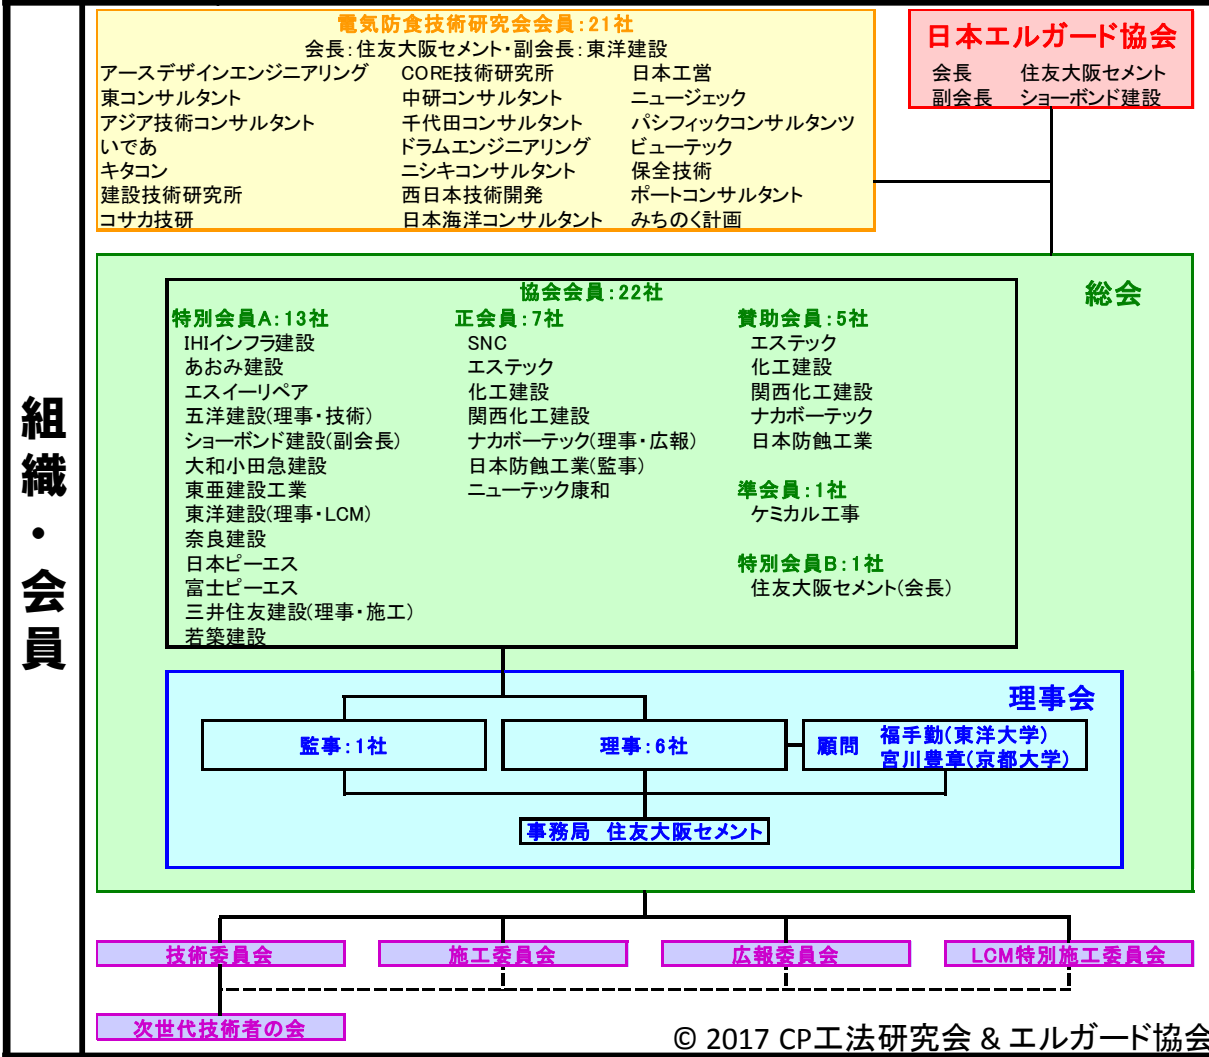 組織・会員
電気防食技術研究会会員：21社
会長：住友大阪セメント・副会長：東洋建設
アースデザインエンジニアリング
東コンサルタント
アジア技術コンサルタント
いであ
キタコン
建設技術研究所
コサカ技研
CORE技術研究所
中研コンサルタント
千代田コンサルタント
ドラムエンジニアリング
ニシキコンサルタント
西日本技術開発
日本海洋コンサルタント
日本工営
ニュージェック
パシフィックコンサルタンツ
ビューテック
保全技術
ポートコンサルタント
みちのく計画
日本エルガード協会
会長 住友大阪セメント
副会長 ショーボンド建設
総会
協会会員：22社
特別会員A：13社
IHIインフラ建設
あおみ建設
エスイーリペア
五洋建設(理事・技術)
ショーボンド建設(副会長)
大和小田急建設
東亜建設工業
東洋建設(理事・LCM)
奈良建設
日本ピーエス
富士ピーエス
三井住友建設(理事・施工)
若築建設
正会員：7社
SNC
エステック
化工建設
関西化工建設
ナカボーテック(理事・広報)
日本防蝕工業(監事)
ニューテック康和
賛助会員：5社
エステック
化工建設
関西化工建設
ナカボーテック
日本防蝕工業
準会員：1社
ケミカル工事
特別会員B：1社
住友大阪セメント(会長)
理事会
監事：1社
理事：6社
顧問 福手勤(東洋大学)
宮川豊章(京都大学)
事務局 住友大阪セメント
技術委員会
施工委員会
広報委員会
LCM特別施工委員会
次世代技術者の会
© 2017 CP工法研究会 & エルガード協会